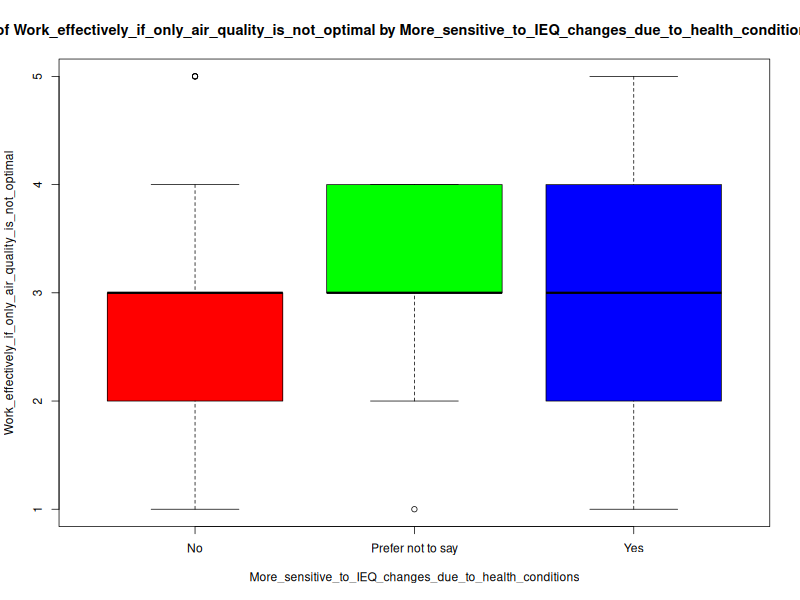 of Work_effectively_if_only_air_quality_is_not_optimal by More_sensitive_to_IEQ_changes_due_to_health_condition
Work_effectively_if_only_air_quality_is_not_optimal
5
4
3
2
1
No Prefer not to say Yes
More_sensitive_to_IEQ_changes_due_to_health_conditions